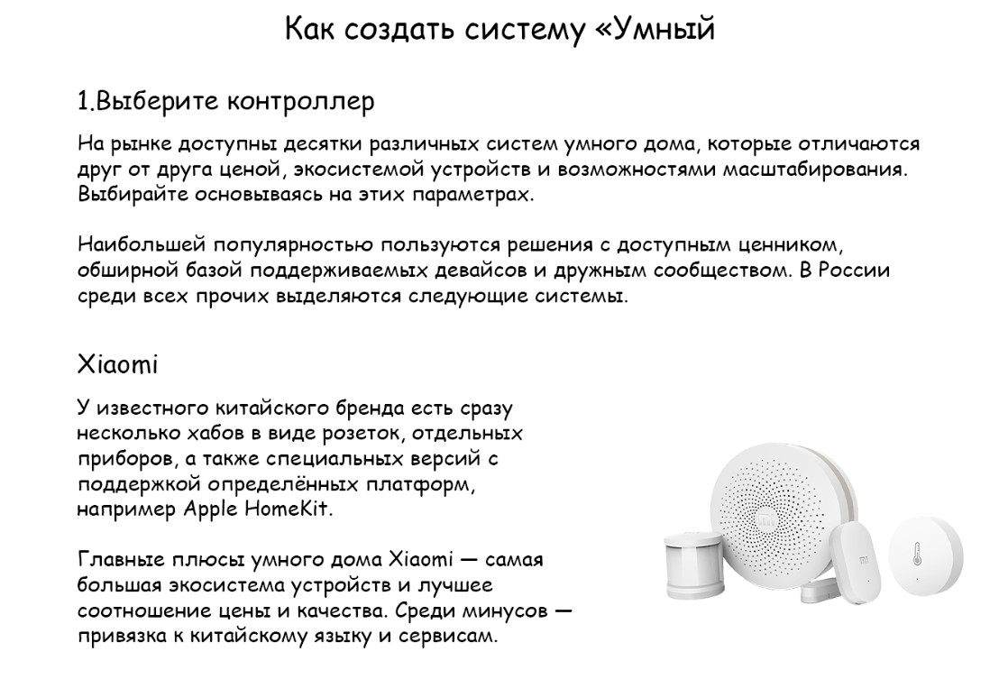 Как создать систему «Умный
1.Выберите контроллер
На рынке доступны десятки различных систем умного дома, которые отличаются
друг от друга ценой, экосистемой устройств и возможностями масштабирования.
Выбирайте основываясь на этих параметрах.
Наибольшей популярностью пользуются решения с доступным ценником,
обширной базой поддерживаемых девайсов и дружным сообществом. В России
среди всех прочих выделяются следующие системы.
Xiaomi
У известного китайского бренда есть сразу
несколько хабов в виде розеток, отдельных
приборов, а также специальных версий с
поддержкой определённых платформ,
например Apple HomeKit.
Главные плюсы умного дома Xiaomi — самая
большая экосистема устройств и лучшее
соотношение цены и качества. Среди минусов —
привязка к китайскому языку и сервисам.
mi